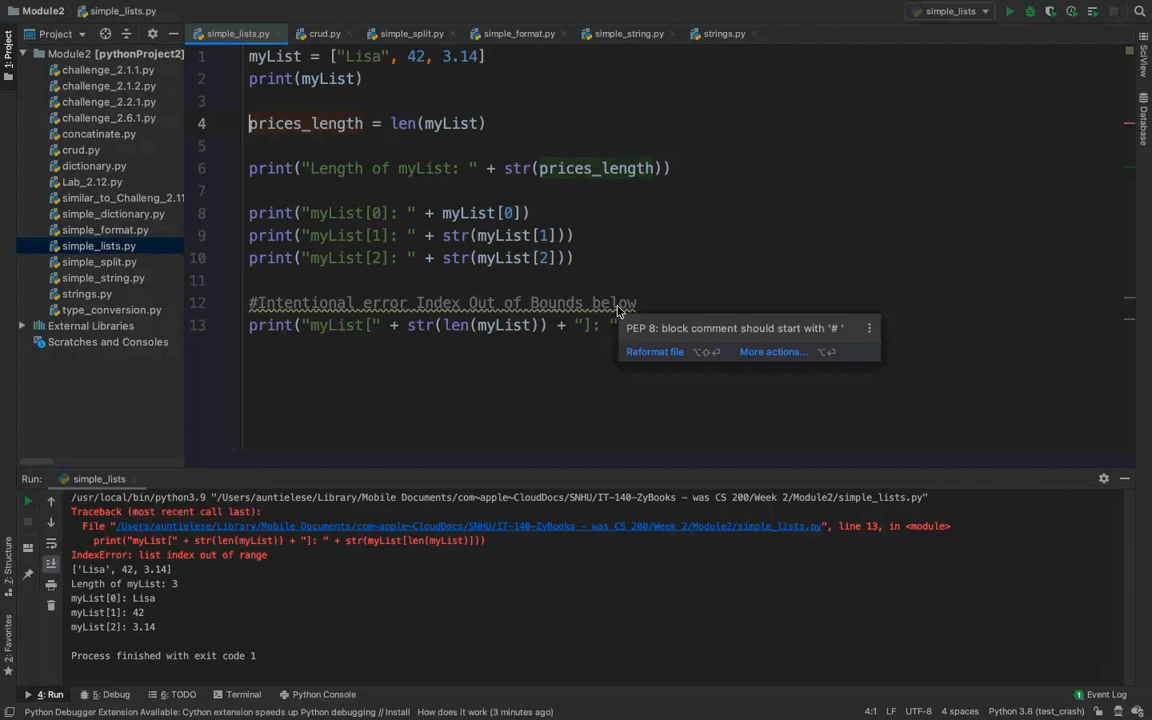 Module2 simple_lists.py simple_lists
1: Project Project simple_lists.py crud.py simple_split.py simple_format.py simple_string.py strings.py
Module2 [pythonProject2]
challenge_2.1.1.py
challenge_2.1.2.py
challenge_2.2.1.py
challenge_2.6.1.py
concatinate.py
crud.py
dictionary.py
Lab_2.12.py
similar_to_Challeng_2.11
simple_dictionary.py
simple_format.py
simple_lists.py
simple_split.py
simple_string.py
strings.py
type_conversion.py
External Libraries
Scratches and Consoles
1 myList = ["Lisa", 42, 3.14]
2 print(myList)
3
4 prices_length = len(myList)
5
6 print("Length of myList: " + str(prices_length))
7
8 print("myList[0]: " + myList[0])
9 print("myList[1]: " + str(myList[1]))
10 print("myList[2]: " + str(myList[2]))
11
12 #Intentional error Index Out of Bounds below
13 print("myList[" + str(len(myList)) + "]: "
PEP 8: block comment should start with '# '
Reformat file ⌥⇧⏎ More actions... ⌥⏎
SciView
Database
Run: simple_lists
/usr/local/bin/python3.9 "/Users/auntielese/Library/Mobile Documents/com~apple~CloudDocs/SNHU/IT-140-ZyBooks - was CS 200/Week 2/Module2/simple_lists.py"
Traceback (most recent call last):
File "/Users/auntielese/Library/Mobile Documents/com~apple~CloudDocs/SNHU/IT-140-ZyBooks - was CS 200/Week 2/Module2/simple_lists.py", line 13, in <module>
print("myList[" + str(len(myList)) + "]: " + str(myList[len(myList)]))
IndexError: list index out of range
['Lisa', 42, 3.14]
Length of myList: 3
myList[0]: Lisa
myList[1]: 42
myList[2]: 3.14
Process finished with exit code 1
7: Structure
2: Favorites
4: Run 5: Debug 6: TODO Terminal Python Console 1 Event Log
Python Debugger Extension Available: Cython extension speeds up Python debugging // Install How does it work (3 minutes ago) 4:1 LF UTF-8 4 spaces Python 3.8 (test_crash)